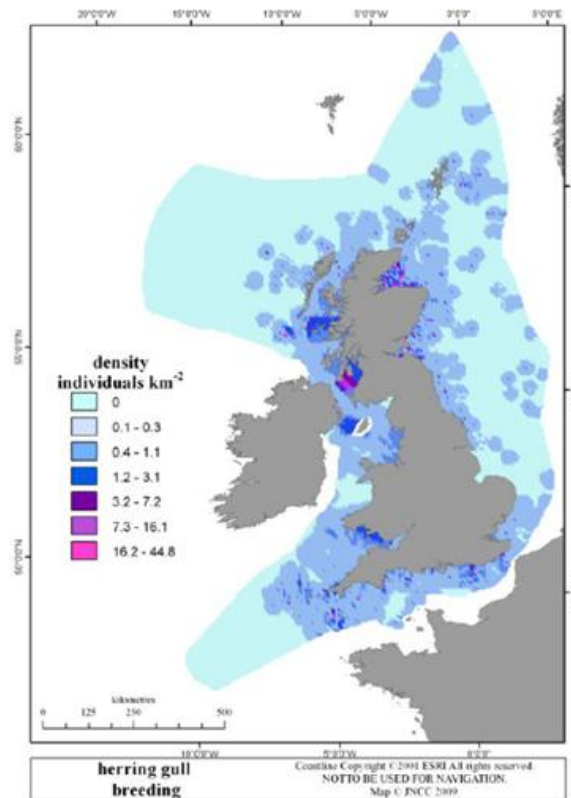 20°0'0"W 10°0'0"W 5°0'0"W 0°0'0" 5°0'0"E
density
individuals km⁻²
0
0.1 - 0.3
0.4 - 1.1
1.2 - 3.1
3.2 - 7.2
7.3 - 16.1
16.2 - 44.8
kilometres
0 125 250 500
10°0'0"W 5°0'0"W 0°0'0"
herring gull
breeding
Coastline Copyright ©2001 ESRI All rights reserved
NOT TO BE USED FOR NAVIGATION.
Map © JNCC 2009